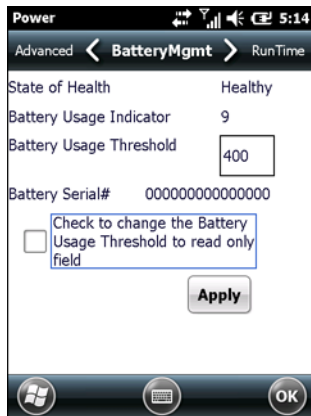 Power 5:14
Advanced BatteryMgmt RunTime
State of Health Healthy
Battery Usage Indicator 9
Battery Usage Threshold 400
Battery Serial# 000000000000000
Check to change the Battery
Usage Threshold to read only
field
Apply
OK